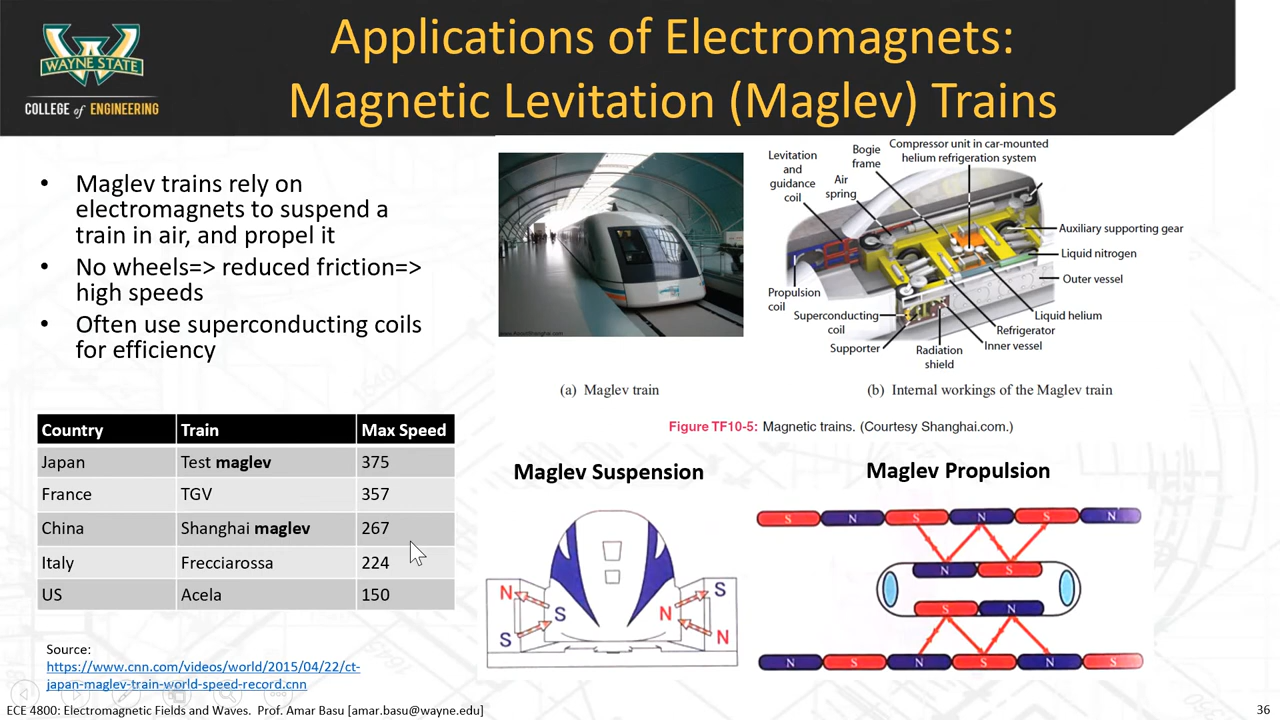 WAYNE STATE
COLLEGE of ENGINEERING
Applications of Electromagnets:
Magnetic Levitation (Maglev) Trains
• Maglev trains rely on
electromagnets to suspend a
train in air, and propel it
• No wheels=> reduced friction=>
high speeds
• Often use superconducting coils
for efficiency
Country Train Max Speed
Japan Test maglev 375
France TGV 357
China Shanghai maglev 267
Italy Frecciarossa 224
US Acela 150
Source:
https://www.cnn.com/videos/world/2015/04/22/ct-
japan-maglev-train-world-speed-record.cnn
Levitation
and
guidance
coil
Air
spring
Bogie
frame
Compressor unit in car-mounted
helium refrigeration system
Auxiliary supporting gear
Liquid nitrogen
Outer vessel
Propulsion
coil
Superconducting
coil
Supporter
Radiation
shield
Inner vessel
Refrigerator
Liquid helium
(a) Maglev train
(b) Internal workings of the Maglev train
Figure TF10-5: Magnetic trains. (Courtesy Shanghai.com.)
Maglev Suspension
N S
S N
S N
Maglev Propulsion
S N S N S N
N S
S N
N S N S N S
ECE 4800: Electromagnetic Fields and Waves. Prof. Amar Basu [amar.basu@wayne.edu]
36